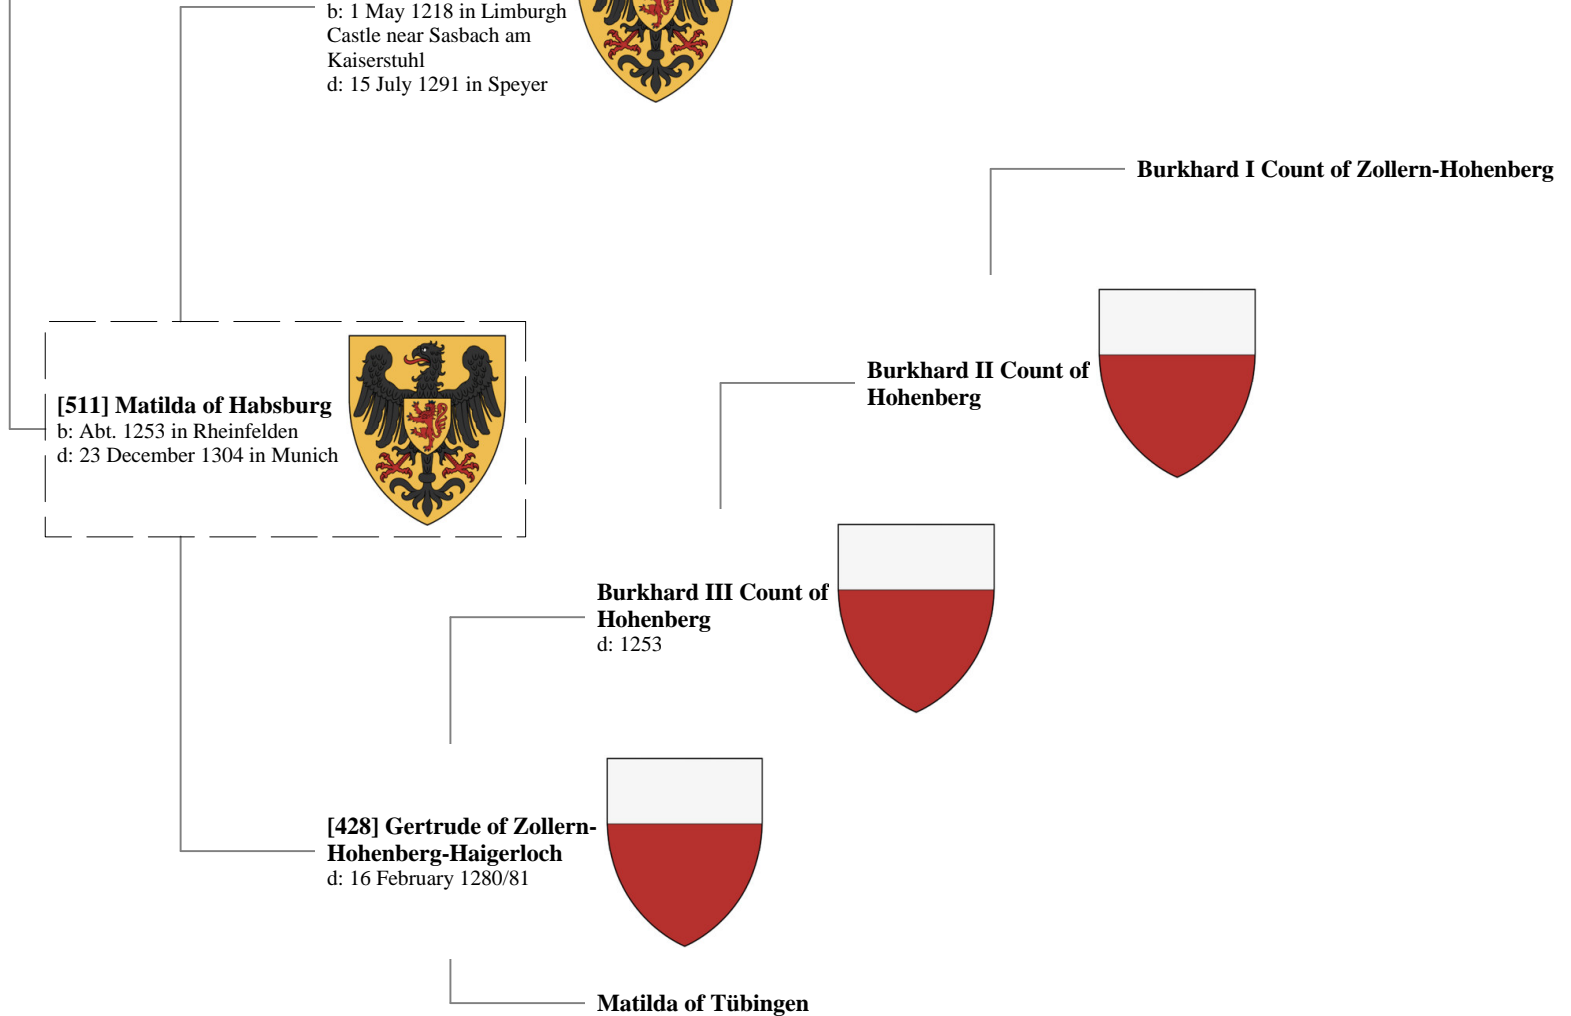 b: 1 May 1218 in Limburgh
Castle near Sasbach am
Kaiserstuhl
d: 15 July 1291 in Speyer
Burkhard I Count of Zollern-Hohenberg
Burkhard II Count of
Hohenberg
[511] Matilda of Habsburg
b: Abt. 1253 in Rheinfelden
d: 23 December 1304 in Munich
Burkhard III Count of
Hohenberg
d: 1253
[428] Gertrude of Zollern-
Hohenberg-Haigerloch
d: 16 February 1280/81
Matilda of Tübingen